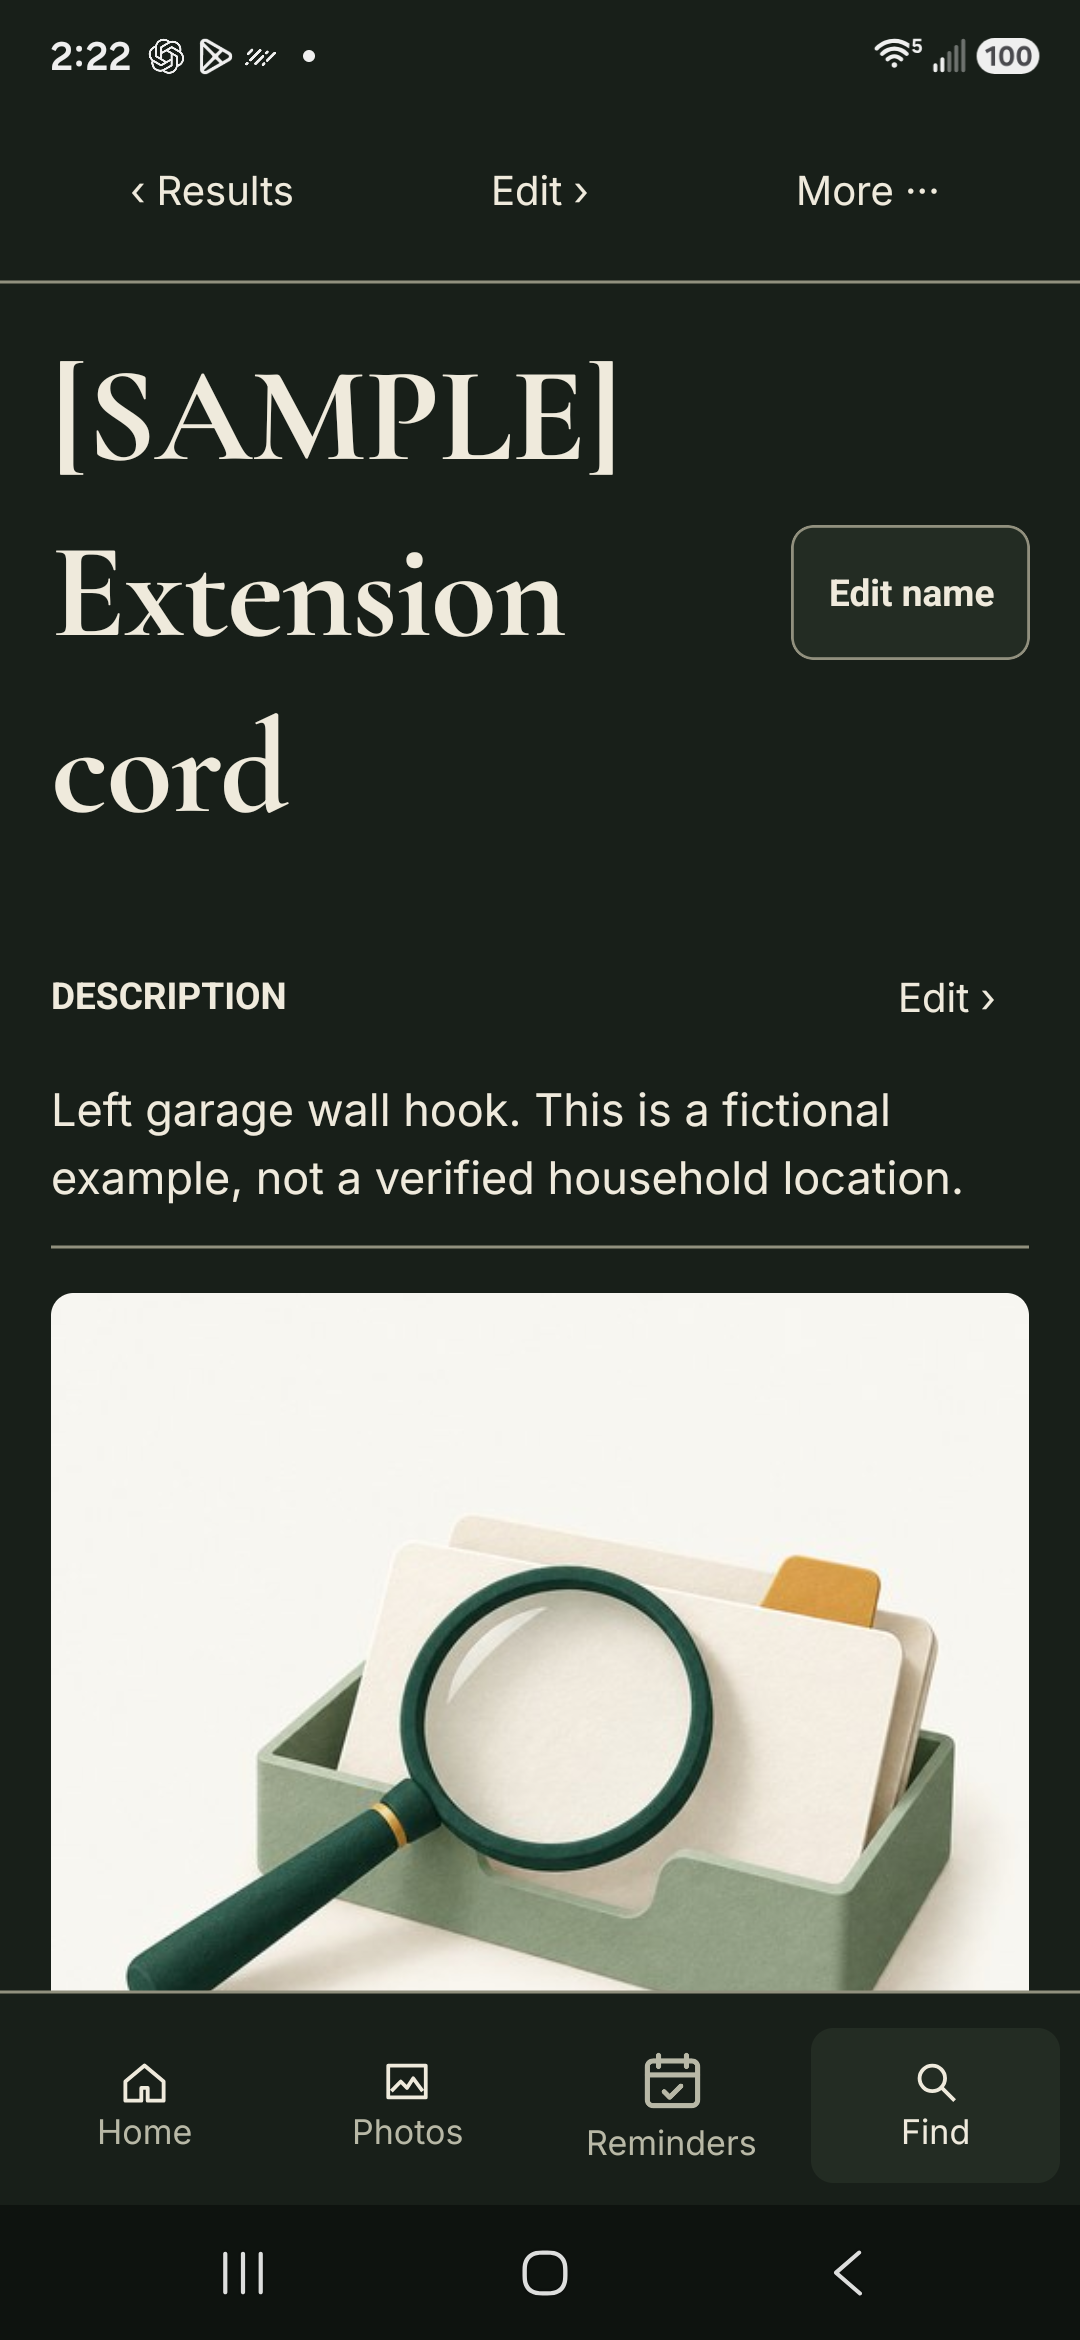 2:22
5
100
‹ Results
Edit ›
More ···
[SAMPLE]
Extension
cord
Edit name
DESCRIPTION
Edit ›
Left garage wall hook. This is a fictional
example, not a verified household location.
Home
Photos
Reminders
Find